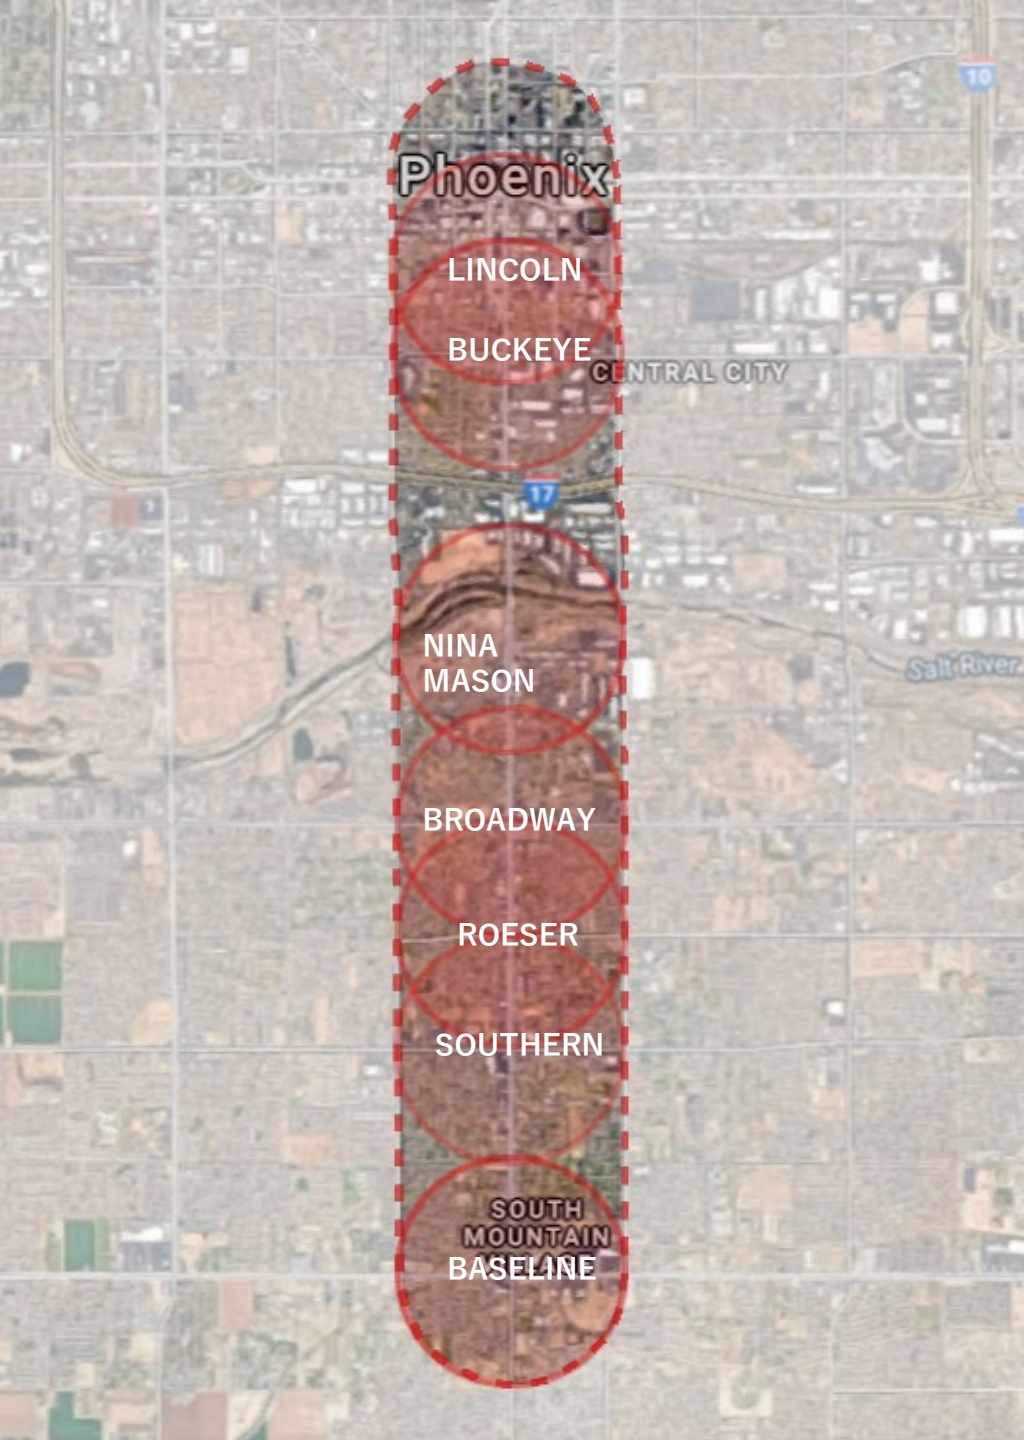 10
Phoenix
LINCOLN
BUCKEYE
CENTRAL CITY
17
NINA
MASON
Salt River
BROADWAY
ROESER
SOUTHERN
SOUTH
MOUNTAIN
BASELINE